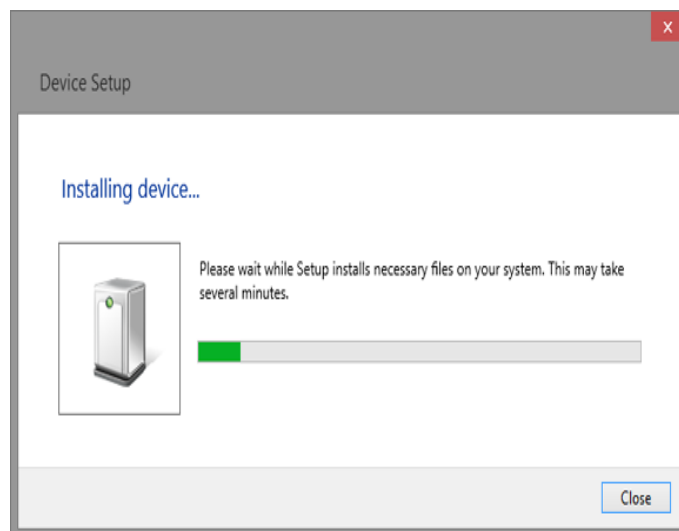 x
Device Setup
Installing device...
Please wait while Setup installs necessary files on your system. This may take
several minutes.
Close